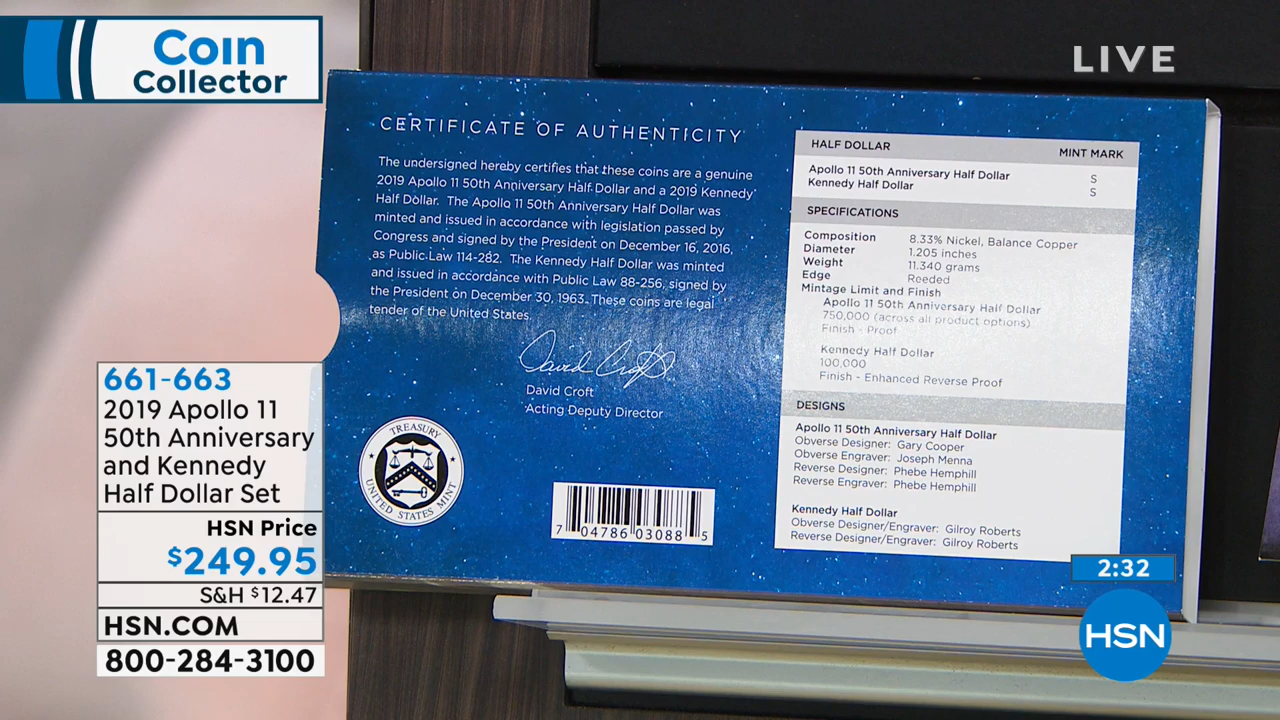 Coin
Collector
LIVE
CERTIFICATE OF AUTHENTICITY
The undersigned hereby certifies that these coins are a genuine
2019 Apollo 11 50th Anniversary Half Dollar and a 2019 Kennedy
Half Dollar. The Apollo 11 50th Anniversary Half Dollar was
minted and issued in accordance with legislation passed by
Congress and signed by the President on December 16, 2016,
as Public Law 114-282. The Kennedy Half Dollar was minted
and issued in accordance with Public Law 88-256, signed by
the President on December 30, 1963. These coins are legal
tender of the United States.
David Croft
David Croft
Acting Deputy Director
TREASURY
UNITED STATES MINT
7 04786 03088 5
HALF DOLLAR MINT MARK
Apollo 11 50th Anniversary Half Dollar S
Kennedy Half Dollar S
SPECIFICATIONS
Composition 8.33% Nickel, Balance Copper
Diameter 1.205 inches
Weight 11.340 grams
Edge Reeded
Mintage Limit and Finish
Apollo 11 50th Anniversary Half Dollar
750,000 (across all product options)
Finish - Proof
Kennedy Half Dollar
100,000
Finish - Enhanced Reverse Proof
DESIGNS
Apollo 11 50th Anniversary Half Dollar
Obverse Designer: Gary Cooper
Obverse Engraver: Joseph Menna
Reverse Designer: Phebe Hemphill
Reverse Engraver: Phebe Hemphill
Kennedy Half Dollar
Obverse Designer/Engraver: Gilroy Roberts
Reverse Designer/Engraver: Gilroy Roberts
661-663
2019 Apollo 11
50th Anniversary
and Kennedy
Half Dollar Set
HSN Price
$249.95
S&H $12.47
HSN.COM
800-284-3100
2:32
HSN